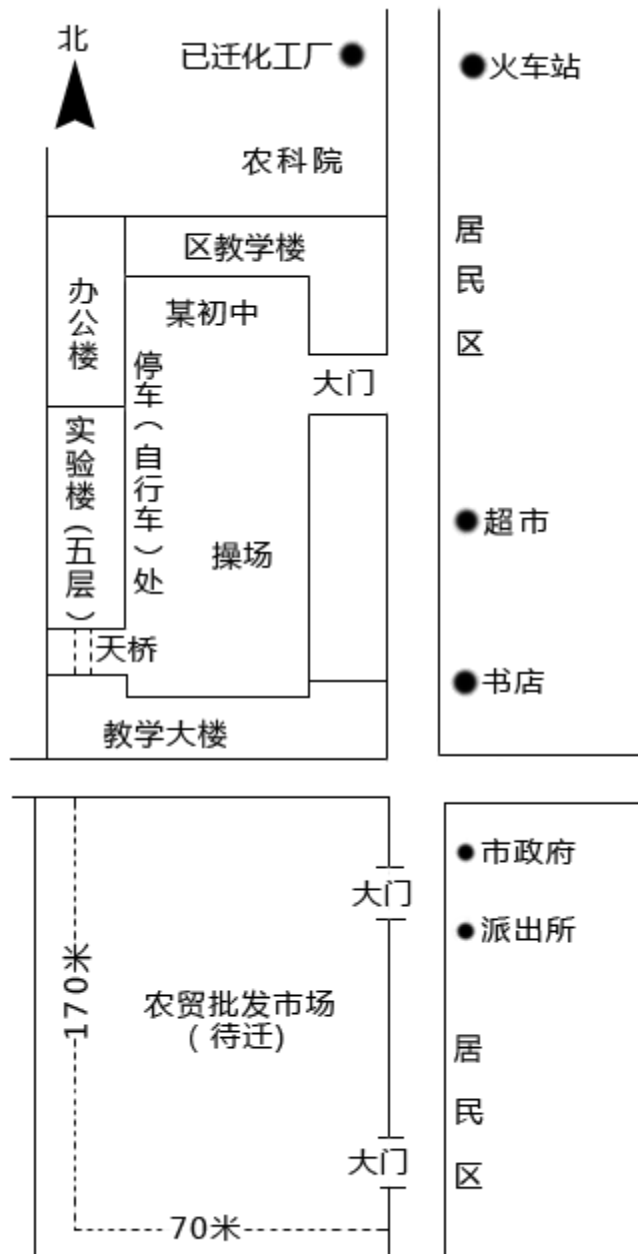 北
已迁化工厂
火车站
农科院
区教学楼
居民区
办公楼
某初中
停车(自行车)处
大门
实验楼(五层)
超市
操场
天桥
书店
教学大楼
市政府
大门
派出所
170米
农贸批发市场
(待迁)
居民区
大门
70米